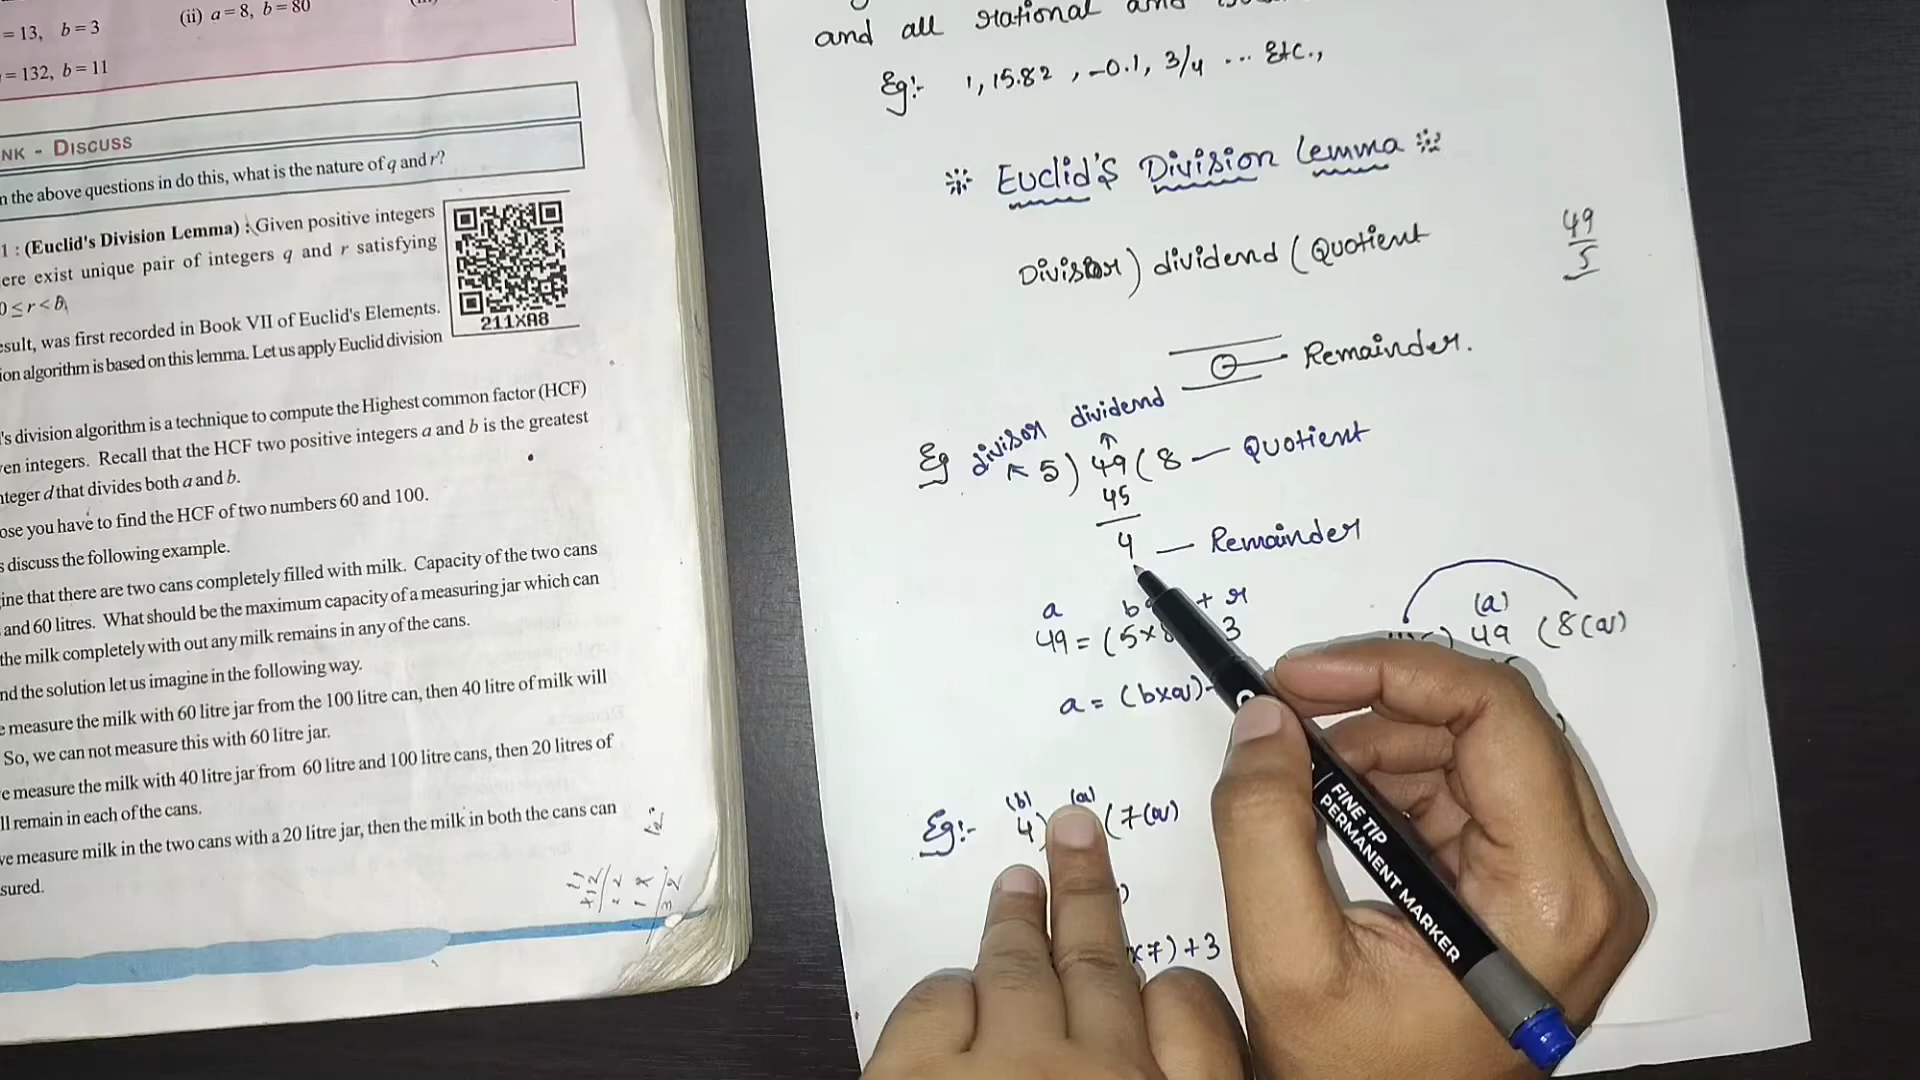 = 13, b = 3
(ii) a = 8, b = 80
= 132, b = 11
NK - DISCUSS
n the above questions in do this, what is the nature of q and r?
1 : (Euclid's Division Lemma) : Given positive integers
ere exist unique pair of integers q and r satisfying
0 ≤ r < B
esult, was first recorded in Book VII of Euclid's Elements.
ion algorithm is based on this lemma. Let us apply Euclid division
211XA8
's division algorithm is a technique to compute the Highest common factor (HCF)
ven integers. Recall that the HCF two positive integers a and b is the greatest
nteger d that divides both a and b.
ose you have to find the HCF of two numbers 60 and 100.
s discuss the following example.
ine that there are two cans completely filled with milk. Capacity of the two cans
and 60 litres. What should be the maximum capacity of a measuring jar which can
the milk completely with out any milk remains in any of the cans.
nd the solution let us imagine in the following way.
e measure the milk with 60 litre jar from the 100 litre can, then 40 litre of milk will
So, we can not measure this with 60 litre jar.
e measure the milk with 40 litre jar from 60 litre and 100 litre cans, then 20 litres of
ll remain in each of the cans.
ve measure milk in the two cans with a 20 litre jar, then the milk in both the cans can
sured.
and all rational and
Eg:- 1, 15.82, -0.1, 3/4 ... Etc.,
Euclid's Division Lemma
Divisor) dividend (Quotient
49
5
Remainder.
divisor dividend
Eg 5) 49 (8 — Quotient
45
4 — Remainder
a b + r
49 = (5x8 3
a = (bxq)
(a)
49 (8(q)
(b) (a)
Eg:- 4) (7(q)
x7) + 3
FINE TIP
PERMANENT MARKER